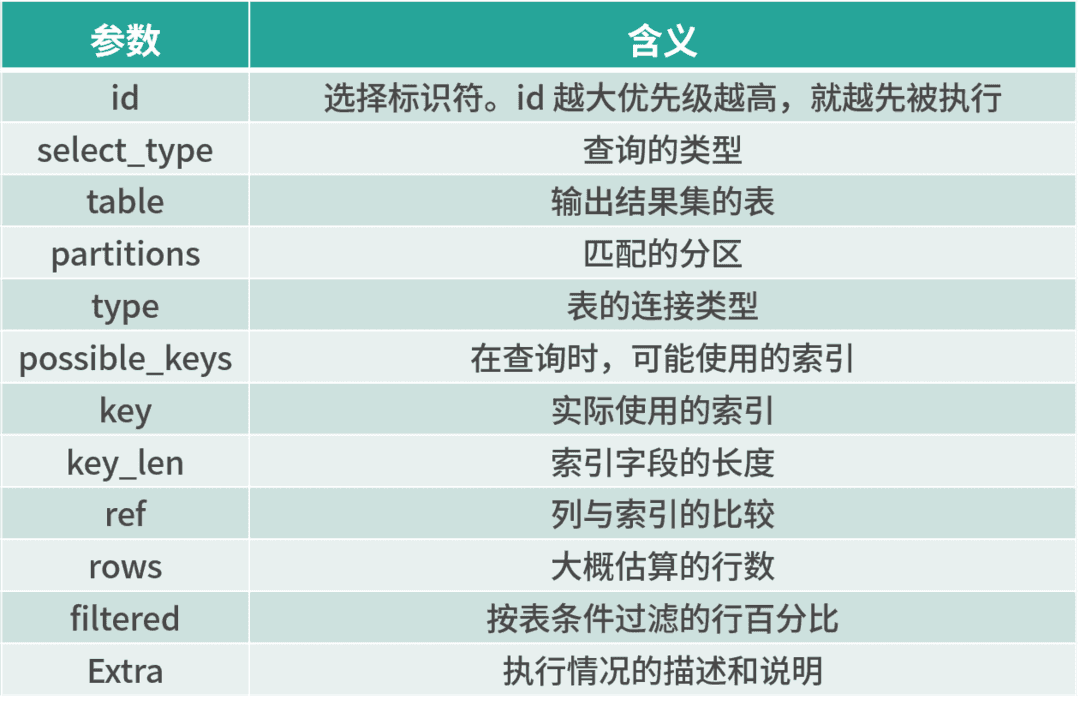 参数 含义
id 选择标识符。id 越大优先级越高，就越先被执行
select_type 查询的类型
table 输出结果集的表
partitions 匹配的分区
type 表的连接类型
possible_keys 在查询时，可能使用的索引
key 实际使用的索引
key_len 索引字段的长度
ref 列与索引的比较
rows 大概估算的行数
filtered 按表条件过滤的行百分比
Extra 执行情况的描述和说明